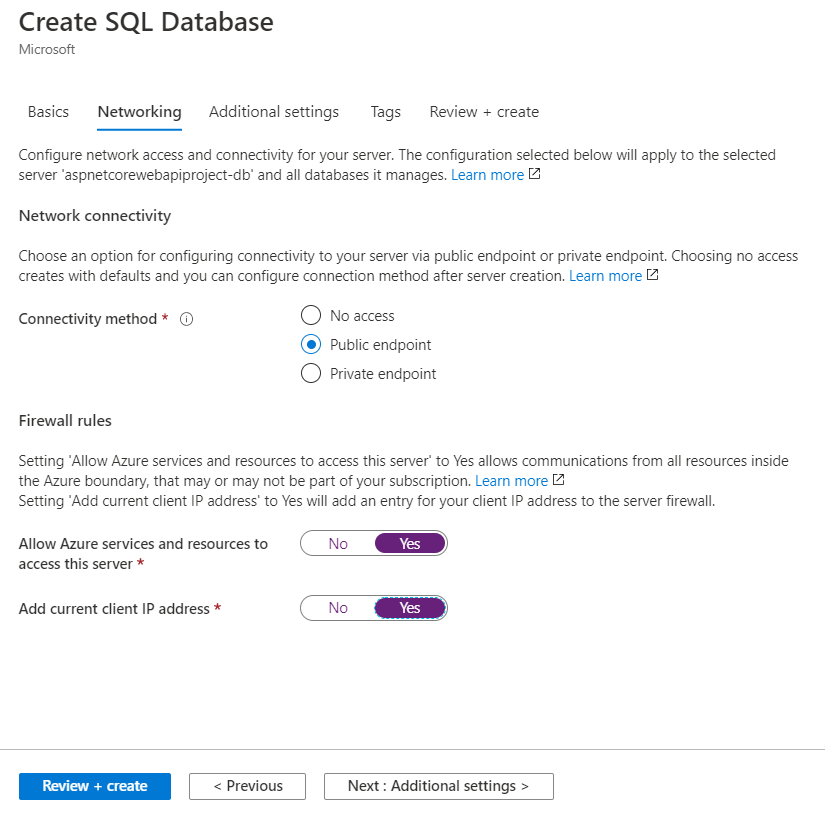 Create SQL Database
Microsoft
Basics Networking Additional settings Tags Review + create
Configure network access and connectivity for your server. The configuration selected below will apply to the selected
server 'aspnetcorewebapiproject-db' and all databases it manages. Learn more
Network connectivity
Choose an option for configuring connectivity to your server via public endpoint or private endpoint. Choosing no access
creates with defaults and you can configure connection method after server creation. Learn more
Connectivity method *
No access
Public endpoint
Private endpoint
Firewall rules
Setting 'Allow Azure services and resources to access this server' to Yes allows communications from all resources inside
the Azure boundary, that may or may not be part of your subscription. Learn more
Setting 'Add current client IP address' to Yes will add an entry for your client IP address to the server firewall.
Allow Azure services and resources to
access this server *
No Yes
Add current client IP address *
No Yes
Review + create
< Previous
Next : Additional settings >